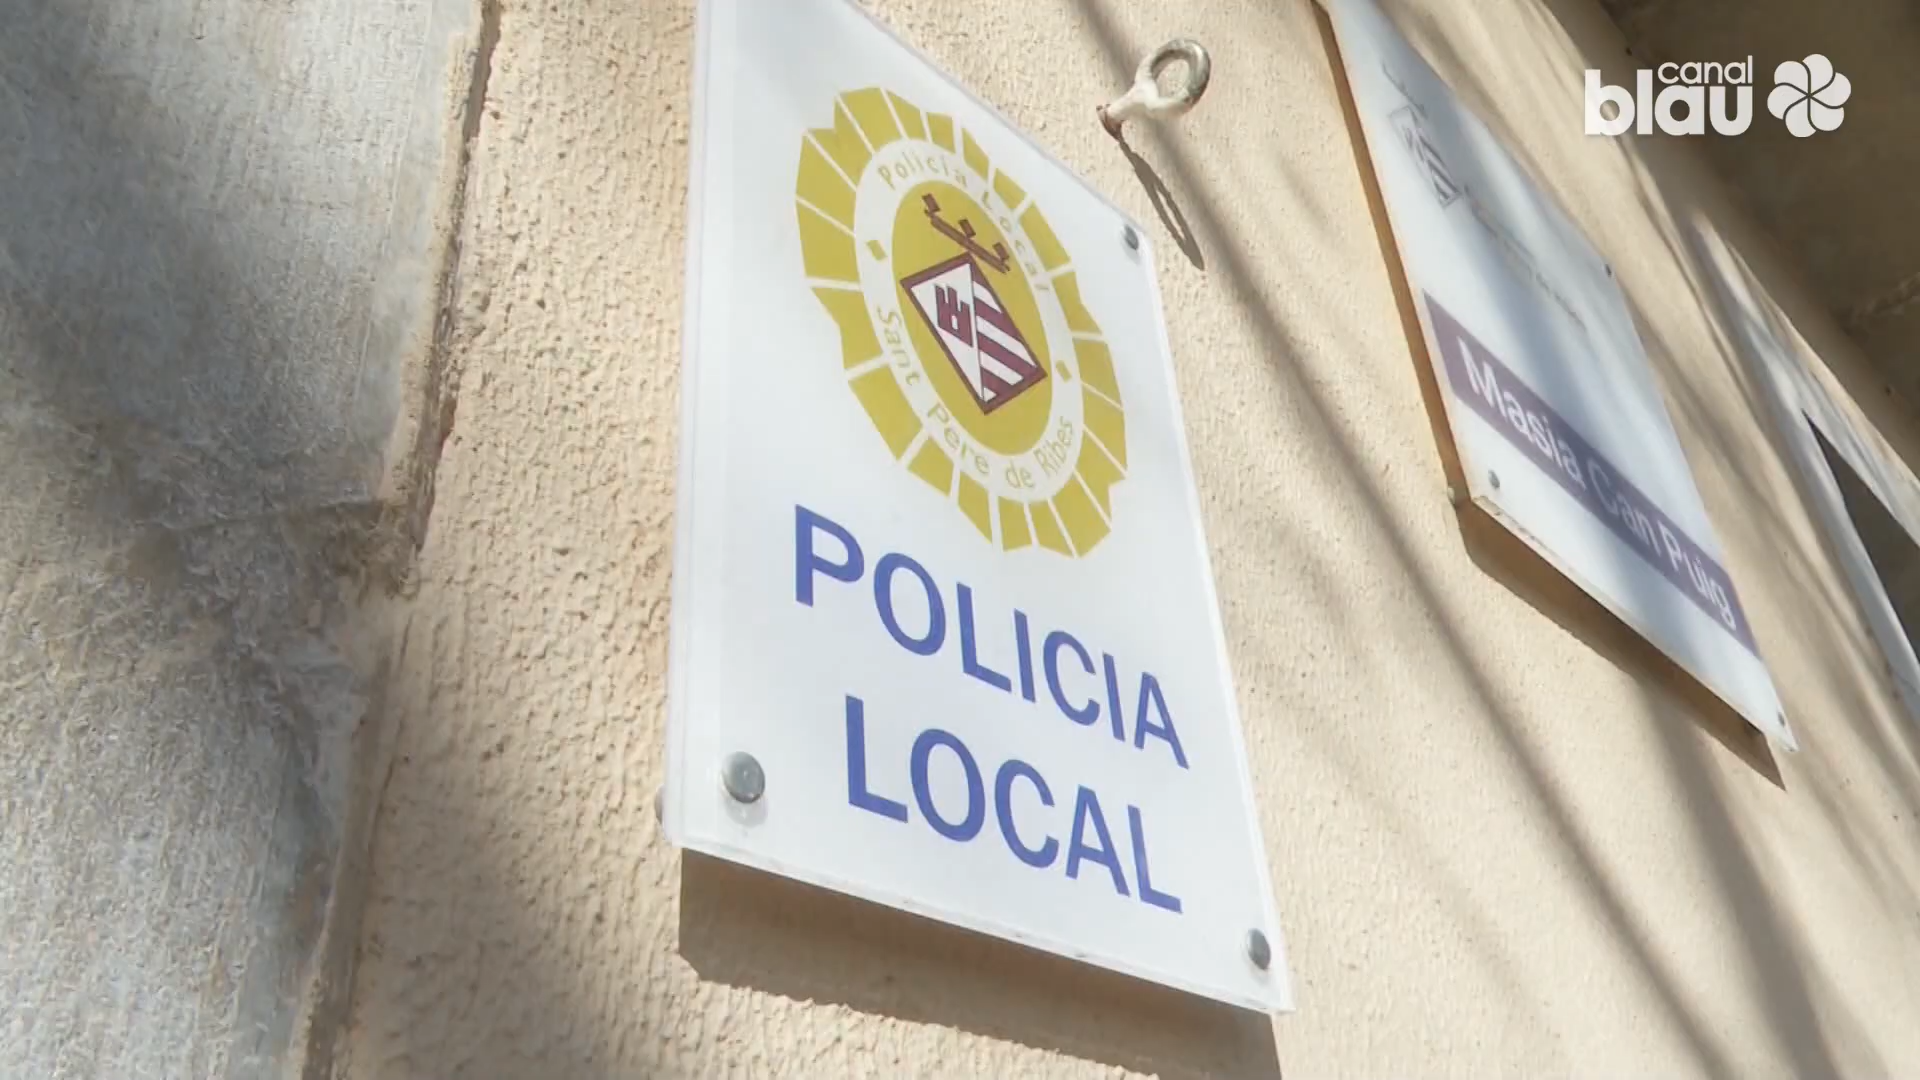 canal
blau
Policia Local
Sant Pere de Ribes
POLICIA
LOCAL
Masia Can Puig